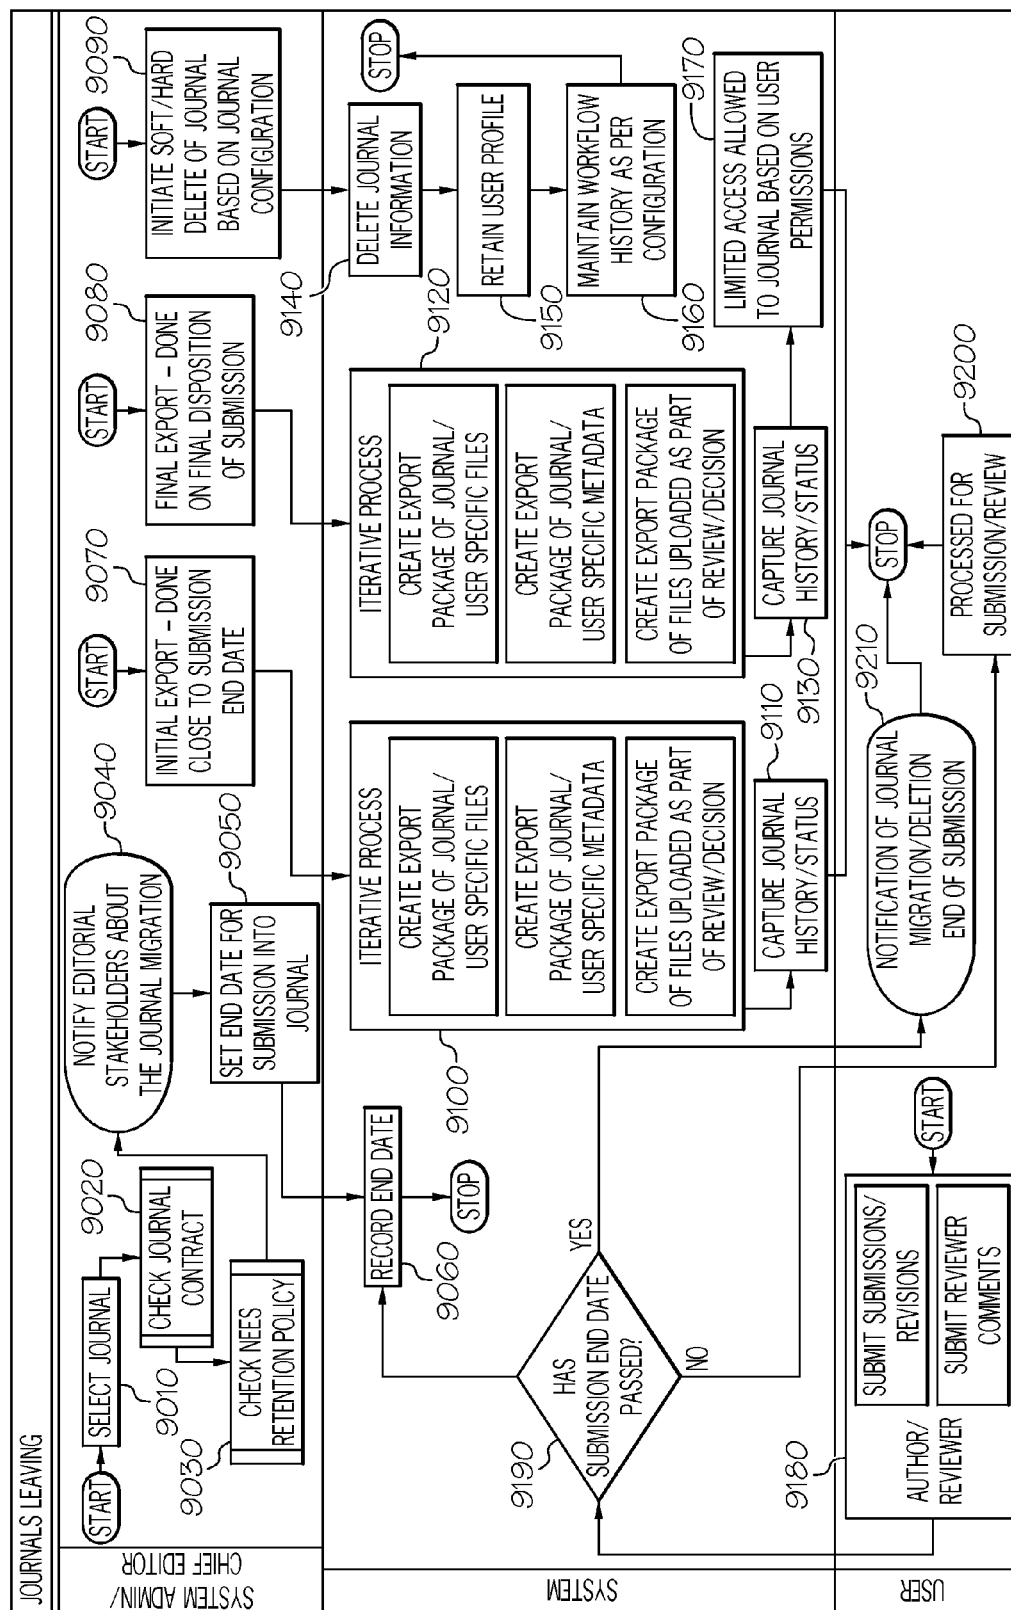 JOURNALS LEAVING
SYSTEM ADMIN/
CHIEF EDITOR
START
SELECT JOURNAL
9010
9020
CHECK JOURNAL
CONTRACT
9030
CHECK NEES
RETENTION POLICY
9040
NOTIFY EDITORIAL
STAKEHOLDERS ABOUT
THE JOURNAL MIGRATION
9050
SET END DATE FOR
SUBMISSION INTO
JOURNAL
START
9070
INITIAL EXPORT - DONE
CLOSE TO SUBMISSION
END DATE
START
9080
FINAL EXPORT - DONE
ON FINAL DISPOSITION
OF SUBMISSION
START
9090
INITIATE SOFT/HARD
DELETE OF JOURNAL
BASED ON JOURNAL
CONFIGURATION
SYSTEM
RECORD END DATE
9060
STOP
9190
HAS
SUBMISSION END DATE
PASSED?
YES
NO
9100
ITERATIVE PROCESS
CREATE EXPORT
PACKAGE OF JOURNAL/
USER SPECIFIC FILES
CREATE EXPORT
PACKAGE OF JOURNAL/
USER SPECIFIC METADATA
CREATE EXPORT PACKAGE
OF FILES UPLOADED AS PART
OF REVIEW/DECISION
9110
CAPTURE JOURNAL
HISTORY/STATUS
9120
ITERATIVE PROCESS
CREATE EXPORT
PACKAGE OF JOURNAL/
USER SPECIFIC FILES
CREATE EXPORT
PACKAGE OF JOURNAL/
USER SPECIFIC METADATA
CREATE EXPORT PACKAGE
OF FILES UPLOADED AS PART
OF REVIEW/DECISION
CAPTURE JOURNAL
HISTORY/STATUS
9130
9140
DELETE JOURNAL
INFORMATION
RETAIN USER PROFILE
9150
MAINTAIN WORKFLOW
HISTORY AS PER
CONFIGURATION
9160
STOP
9170
LIMITED ACCESS ALLOWED
TO JOURNAL BASED ON USER
PERMISSIONS
USER
9180
AUTHOR/
REVIEWER
SUBMIT SUBMISSIONS/
REVISIONS
SUBMIT REVIEWER
COMMENTS
START
9210
NOTIFICATION OF JOURNAL
MIGRATION/DELETION
END OF SUBMISSION
STOP
9200
PROCESSED FOR
SUBMISSION/REVIEW